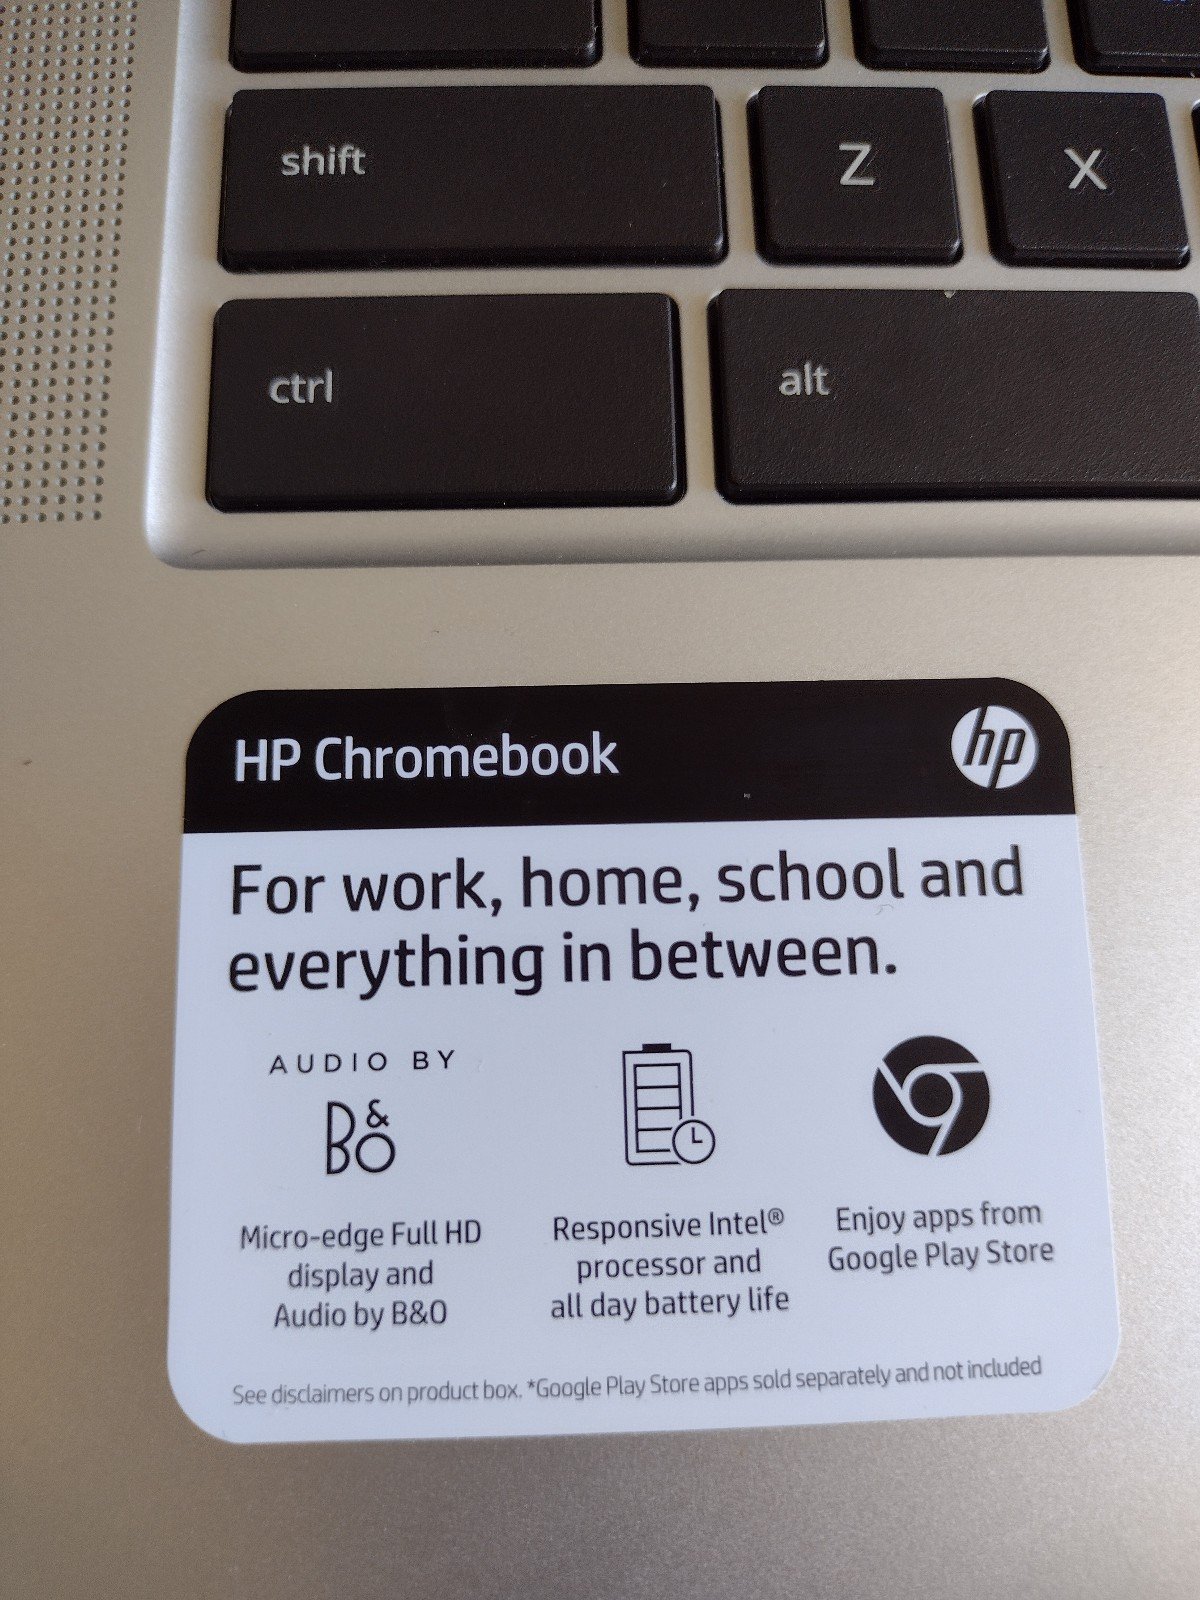 shift
Z
X
ctrl
alt
HP Chromebook
hp
For work, home, school and
everything in between.
AUDIO BY
B&O
Micro-edge Full HD
display and
Audio by B&O
Responsive Intel®
processor and
all day battery life
Enjoy apps from
Google Play Store
See disclaimers on product box. *Google Play Store apps sold separately and not included